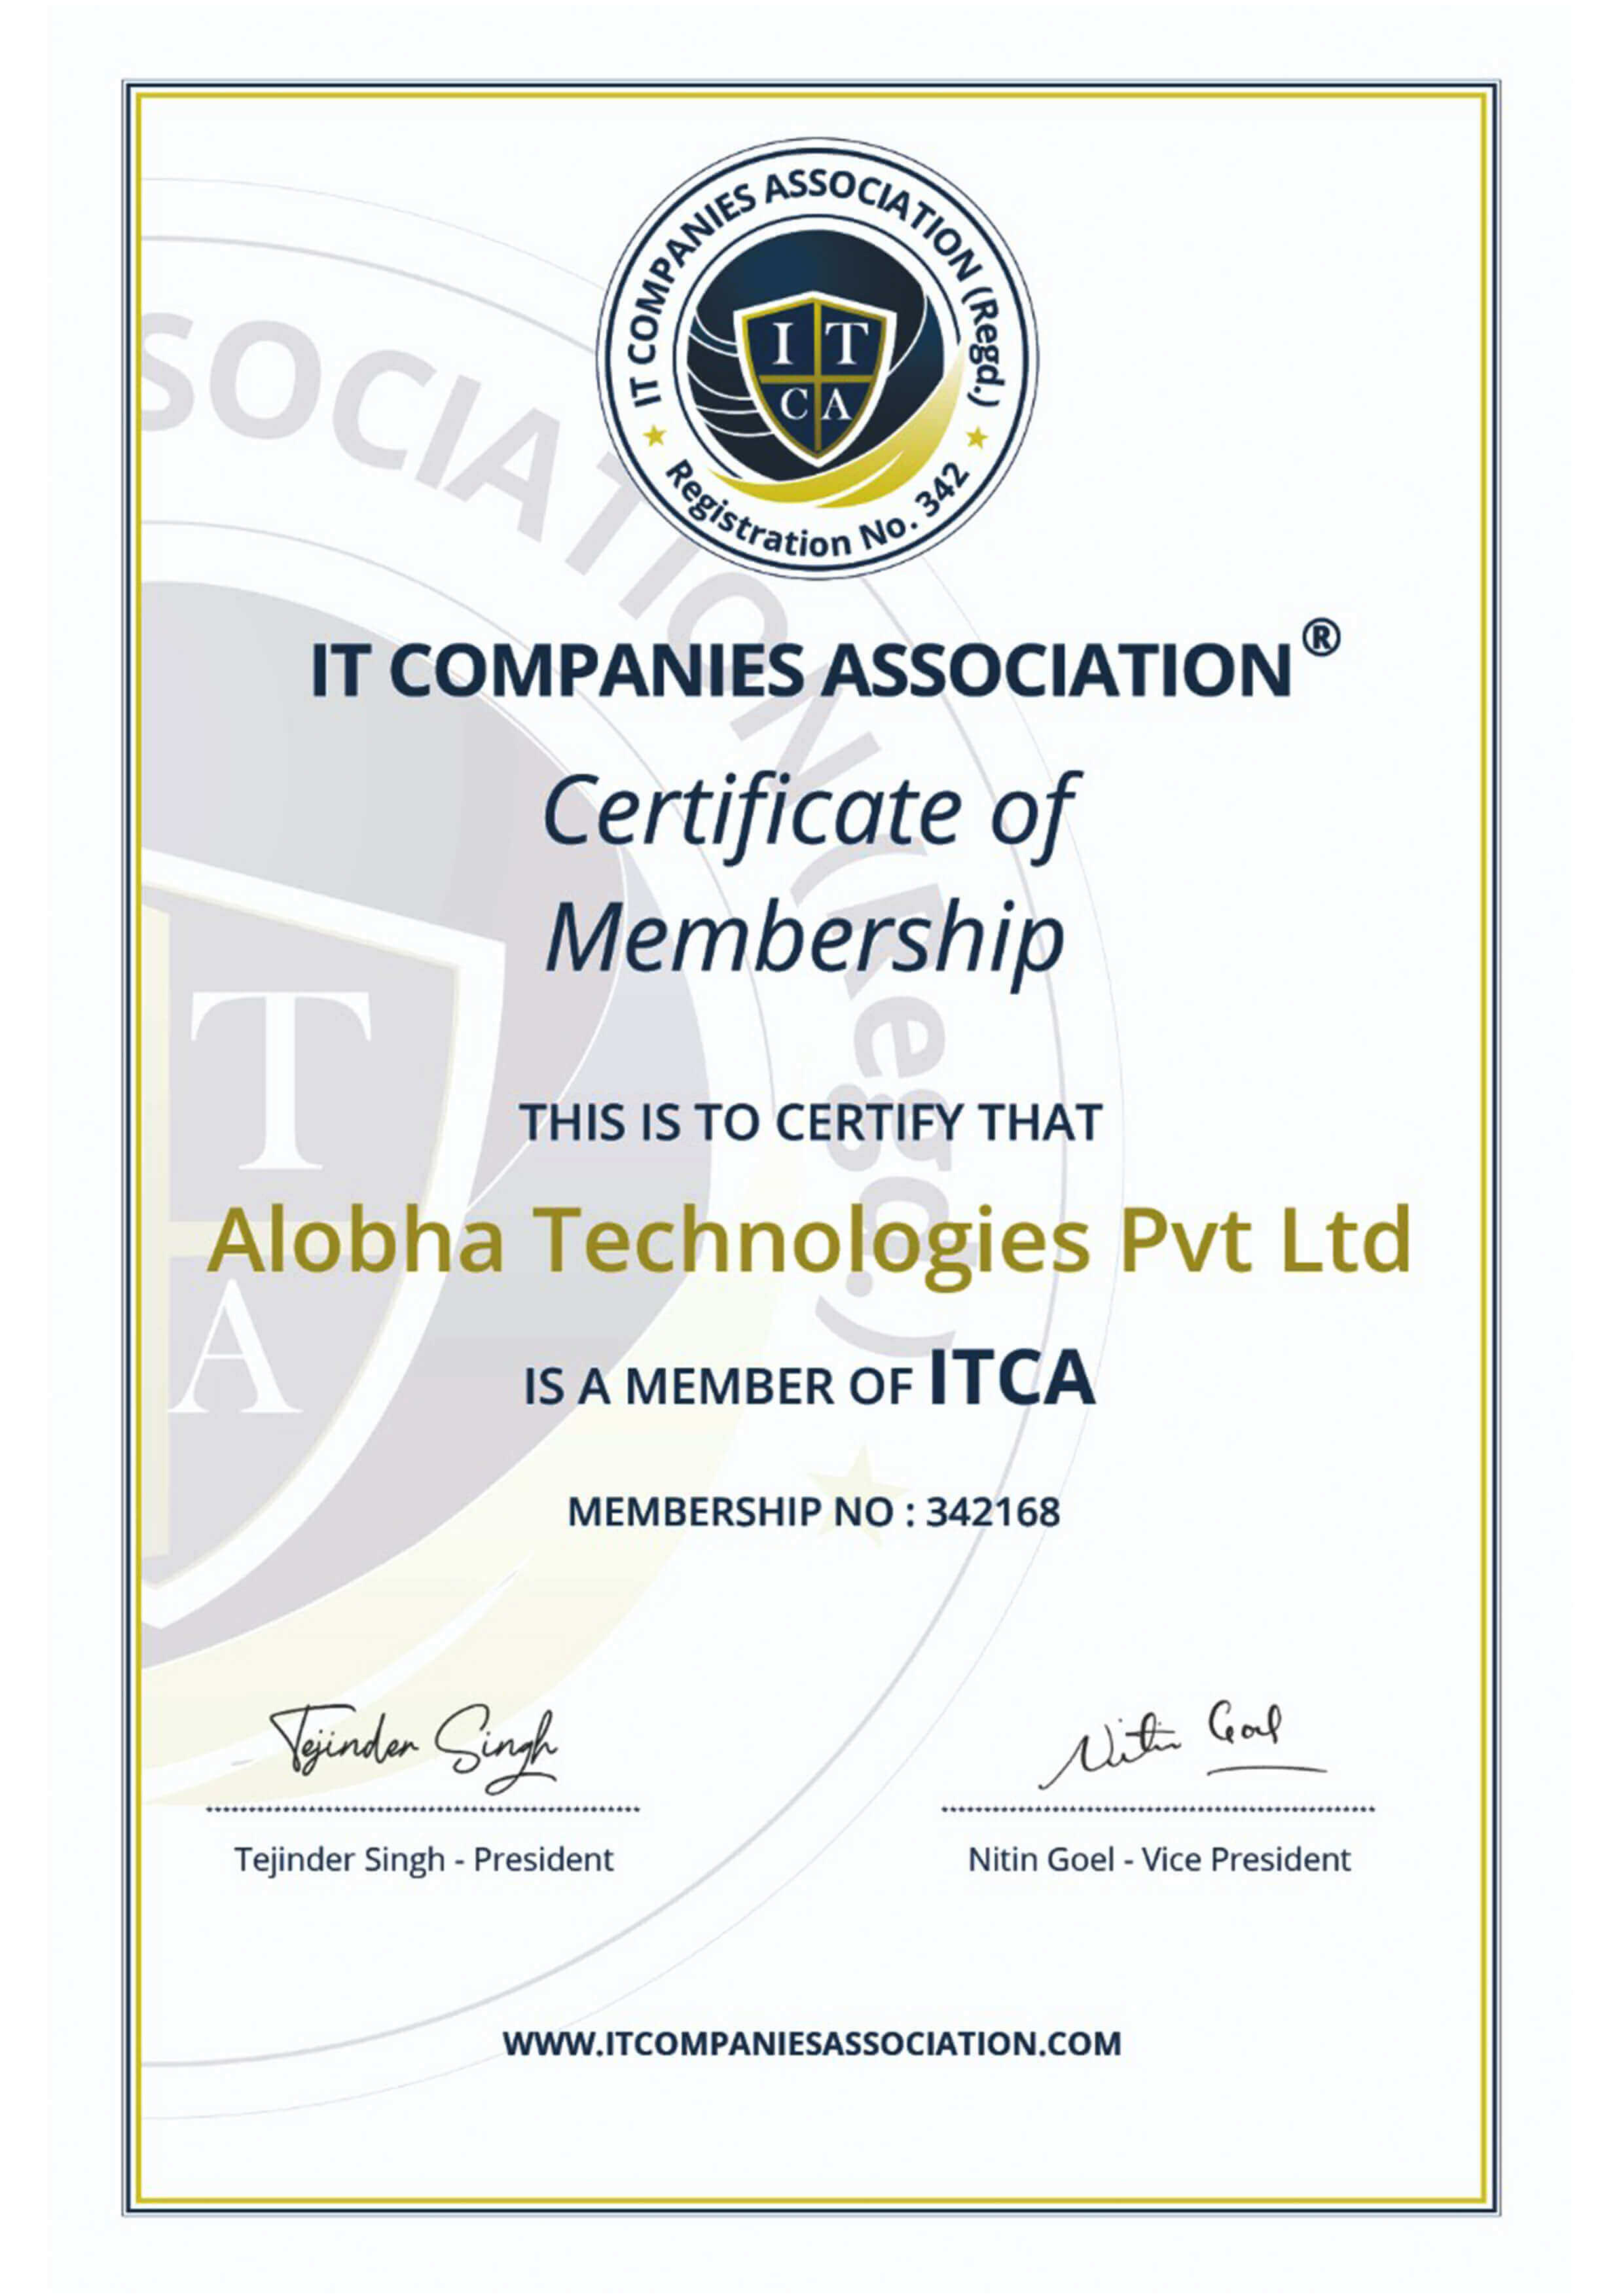 IT COMPANIES ASSOCIATION (Regd.)
I T
C A
Registration No. 342
IT COMPANIES ASSOCIATION®
Certificate of
Membership
THIS IS TO CERTIFY THAT
Alobha Technologies Pvt Ltd
IS A MEMBER OF ITCA
MEMBERSHIP NO : 342168
Tejinder Singh
Nitin Goel
Tejinder Singh - President
Nitin Goel - Vice President
WWW.ITCOMPANIESASSOCIATION.COM
SOCIATION (Regd.)
T
A